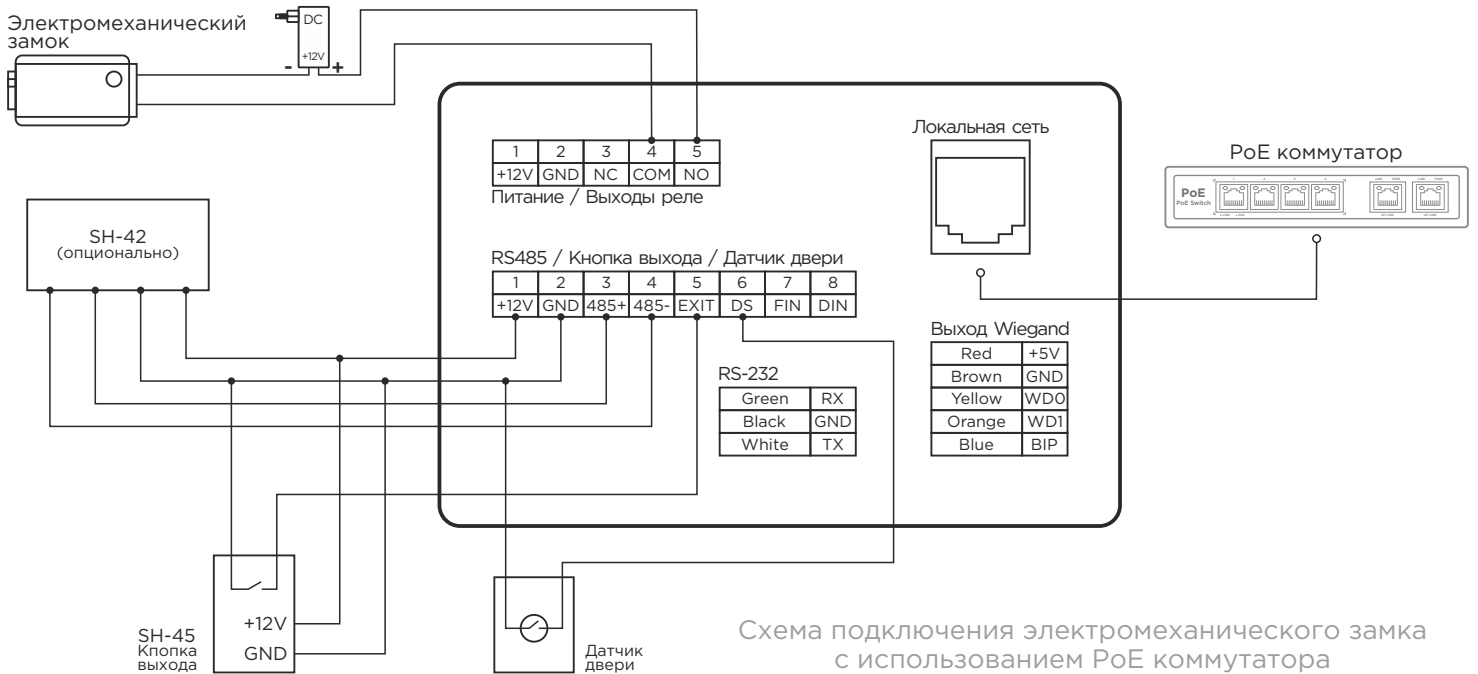 Электромеханический
замок
DC
+12V
- +
1 2 3 4 5
+12V GND NC COM NO
Питание / Выходы реле
Локальная сеть
PoE коммутатор
PoE
PoE Switch
SH-42
(опционально)
RS485 / Кнопка выхода / Датчик двери
1 2 3 4 5 6 7 8
+12V GND 485+ 485- EXIT DS FIN DIN
Выход Wiegand
Red +5V
Brown GND
Yellow WD0
Orange WD1
Blue BIP
RS-232
Green RX
Black GND
White TX
+12V
GND
SH-45
Кпопка
выхода
Датчик
двери
Схема подключения электромеханического замка
с использованием PoE коммутатора